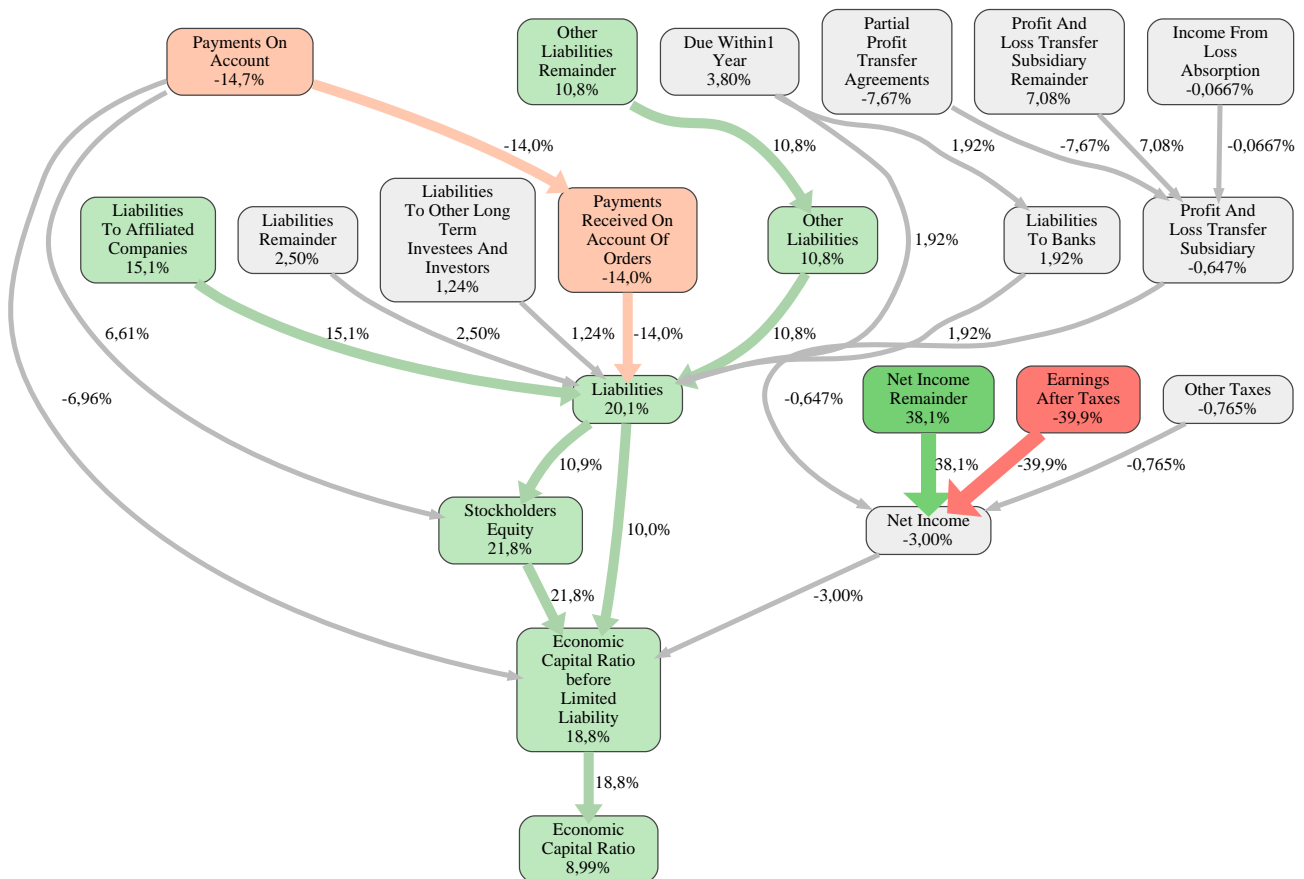 Payments On
Account
-14,7%
Other
Liabilities
Remainder
10,8%
Due Within1
Year
3,80%
Partial
Profit
Transfer
Agreements
-7,67%
Profit And
Loss Transfer
Subsidiary
Remainder
7,08%
Income From
Loss
Absorption
-0,0667%
-14,0%
10,8%
1,92%
-7,67%
7,08%
-0,0667%
Liabilities
To Affiliated
Companies
15,1%
Liabilities
Remainder
2,50%
Liabilities
To Other Long
Term
Investees And
Investors
1,24%
Payments
Received On
Account Of
Orders
-14,0%
Other
Liabilities
10,8%
1,92%
Liabilities
To Banks
1,92%
Profit And
Loss Transfer
Subsidiary
-0,647%
6,61%
15,1%
2,50%
1,24%
-14,0%
10,8%
1,92%
-6,96%
Liabilities
20,1%
-0,647%
Net Income
Remainder
38,1%
Earnings
After Taxes
-39,9%
Other Taxes
-0,765%
10,9%
38,1%
-39,9%
-0,765%
Stockholders
Equity
21,8%
10,0%
Net Income
-3,00%
21,8%
-3,00%
Economic
Capital Ratio
before
Limited
Liability
18,8%
18,8%
Economic
Capital Ratio
8,99%